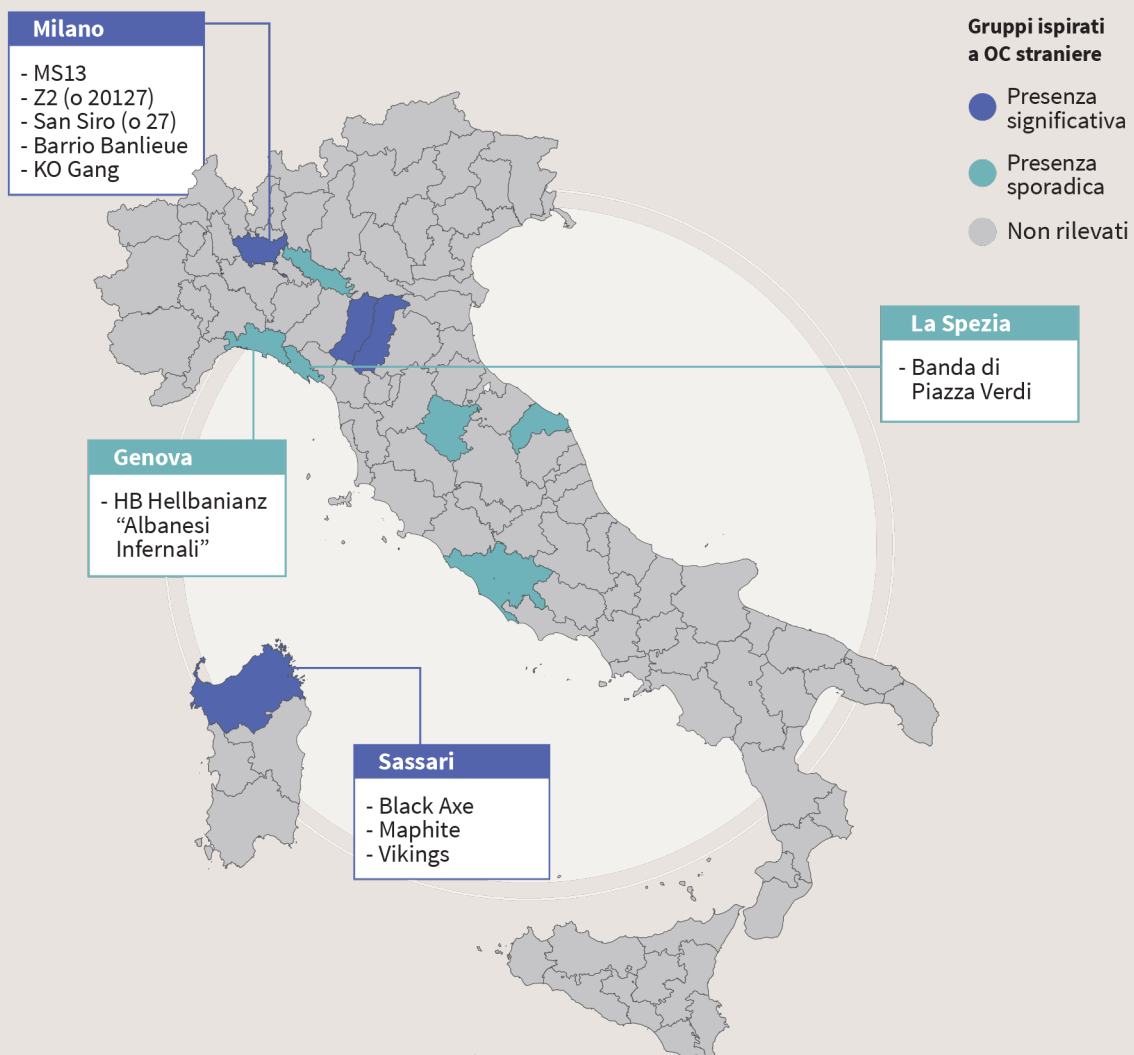 Milano
- MS13
- Z2 (o 20127)
- San Siro (o 27)
- Barrio Banlieue
- KO Gang
Gruppi ispirati
a OC straniere
Presenza
significativa
Presenza
sporadica
Non rilevati
La Spezia
- Banda di
Piazza Verdi
Genova
- HB Hellbanianz
“Albanesi
Infernali”
Sassari
- Black Axe
- Maphite
- Vikings